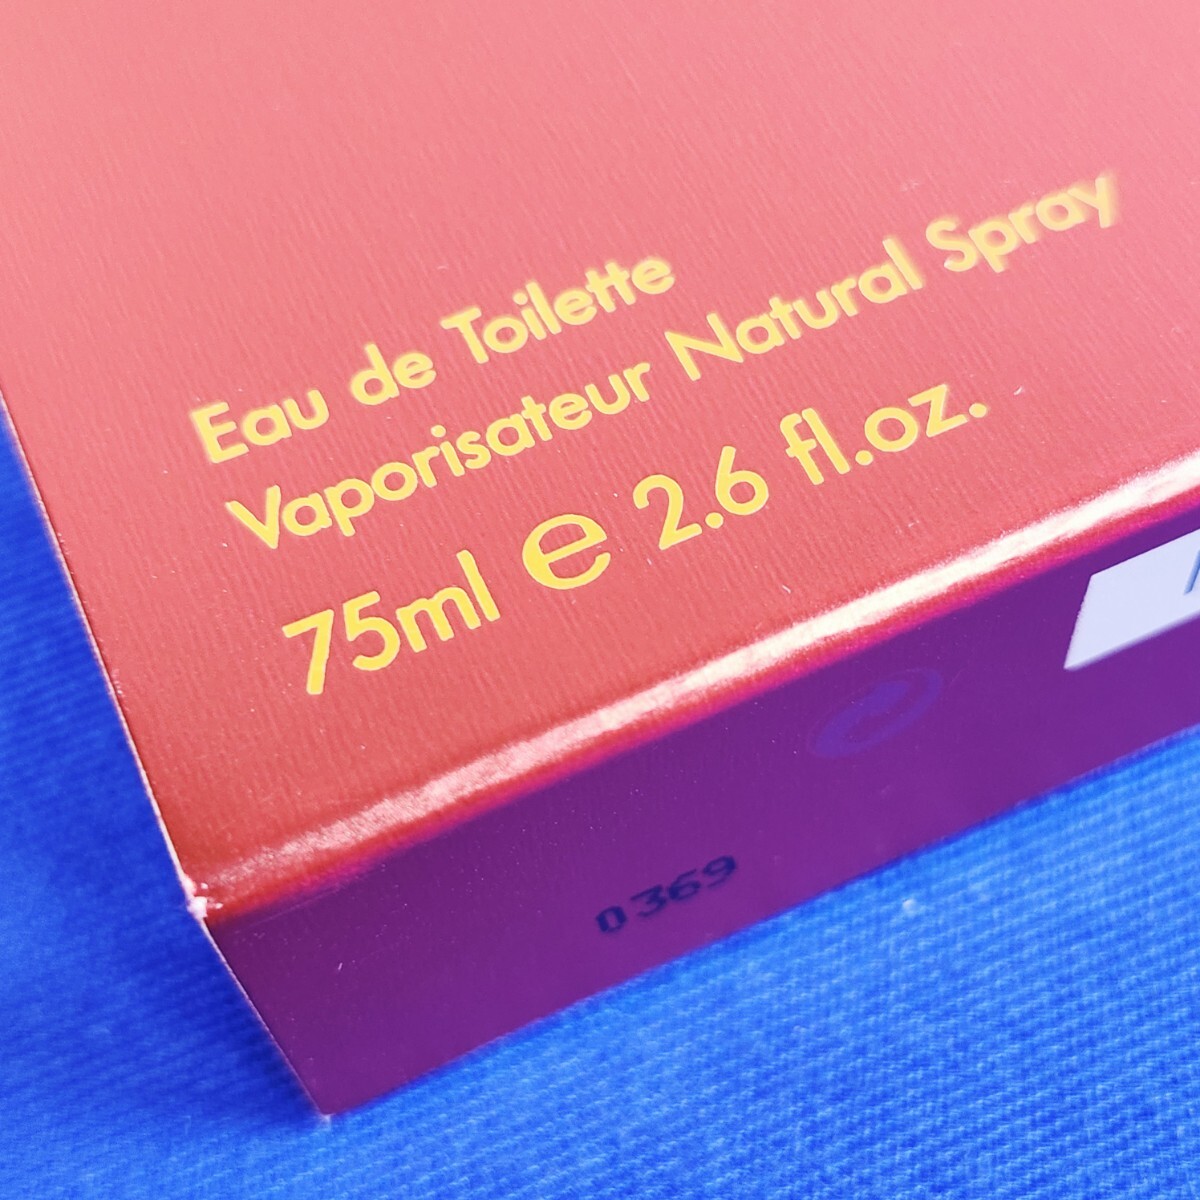 Eau de Toilette
Vaporisateur Natural Spray
75ml e 2.6 fl.oz.
0369